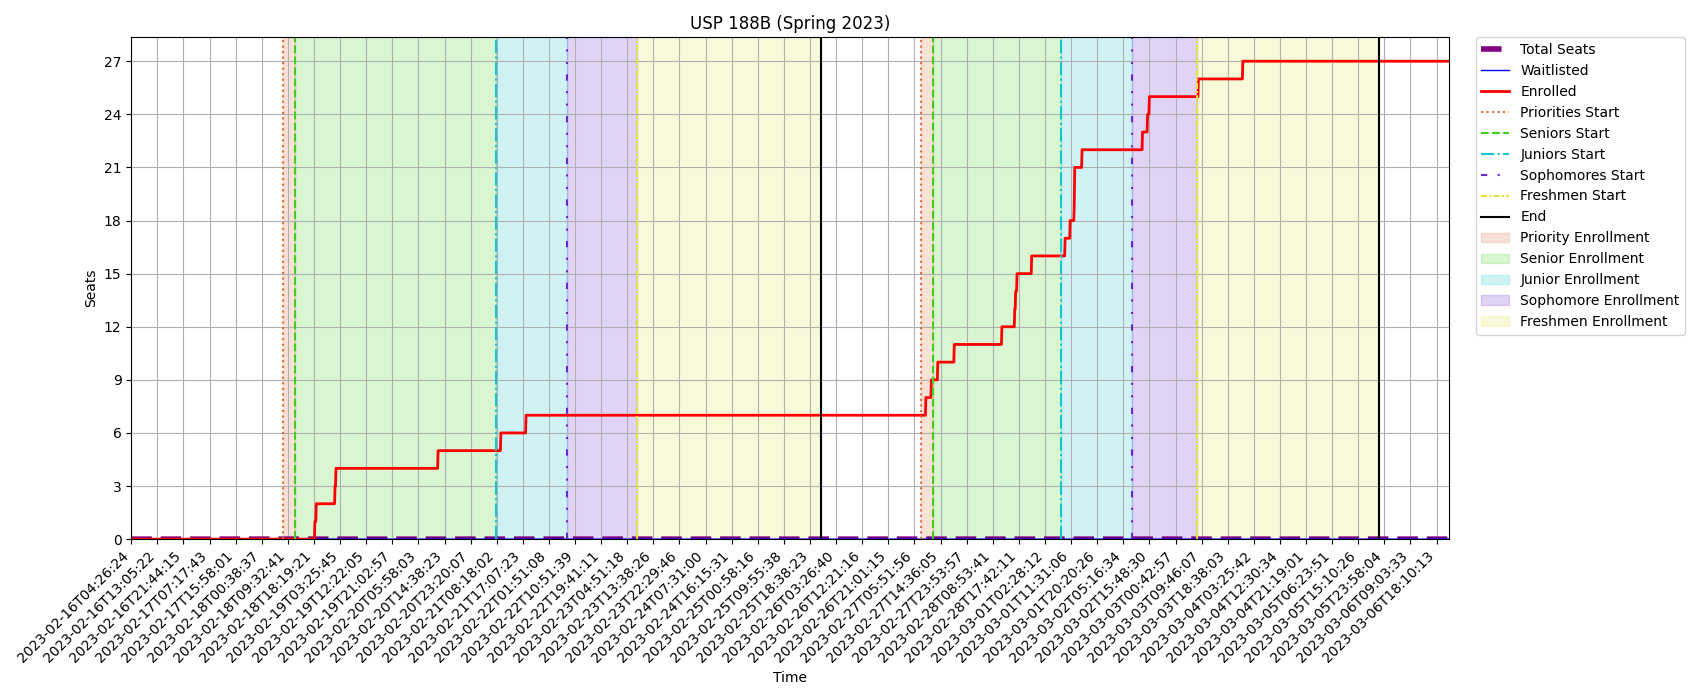 USP 188B (Spring 2023)
27
24
21
18
15
12
9
6
3
0
Seats
2023-02-16T04:26:24
2023-02-16T13:05:22
2023-02-16T21:44:15
2023-02-17T07:17:43
2023-02-17T15:58:01
2023-02-18T00:38:37
2023-02-18T09:32:41
2023-02-18T18:19:21
2023-02-19T03:25:45
2023-02-19T12:22:05
2023-02-19T21:02:57
2023-02-20T05:58:03
2023-02-20T14:38:23
2023-02-20T23:20:07
2023-02-21T08:18:02
2023-02-21T17:07:23
2023-02-22T01:51:08
2023-02-22T10:51:39
2023-02-22T19:41:11
2023-02-23T04:51:18
2023-02-23T13:38:26
2023-02-23T22:29:46
2023-02-24T07:31:00
2023-02-24T16:15:31
2023-02-25T00:58:16
2023-02-25T09:55:38
2023-02-25T18:38:23
2023-02-26T03:26:40
2023-02-26T12:21:16
2023-02-26T21:01:15
2023-02-27T05:51:56
2023-02-27T14:36:05
2023-02-27T23:53:57
2023-02-28T08:53:41
2023-02-28T17:42:11
2023-03-01T02:28:12
2023-03-01T11:31:06
2023-03-01T20:20:26
2023-03-02T05:16:34
2023-03-02T15:48:30
2023-03-03T00:42:57
2023-03-03T09:46:07
2023-03-03T18:38:03
2023-03-04T03:25:42
2023-03-04T12:30:34
2023-03-04T21:19:01
2023-03-05T06:23:51
2023-03-05T15:10:26
2023-03-05T23:58:04
2023-03-06T09:03:33
2023-03-06T18:10:13
Time
Total Seats
Waitlisted
Enrolled
Priorities Start
Seniors Start
Juniors Start
Sophomores Start
Freshmen Start
End
Priority Enrollment
Senior Enrollment
Junior Enrollment
Sophomore Enrollment
Freshmen Enrollment